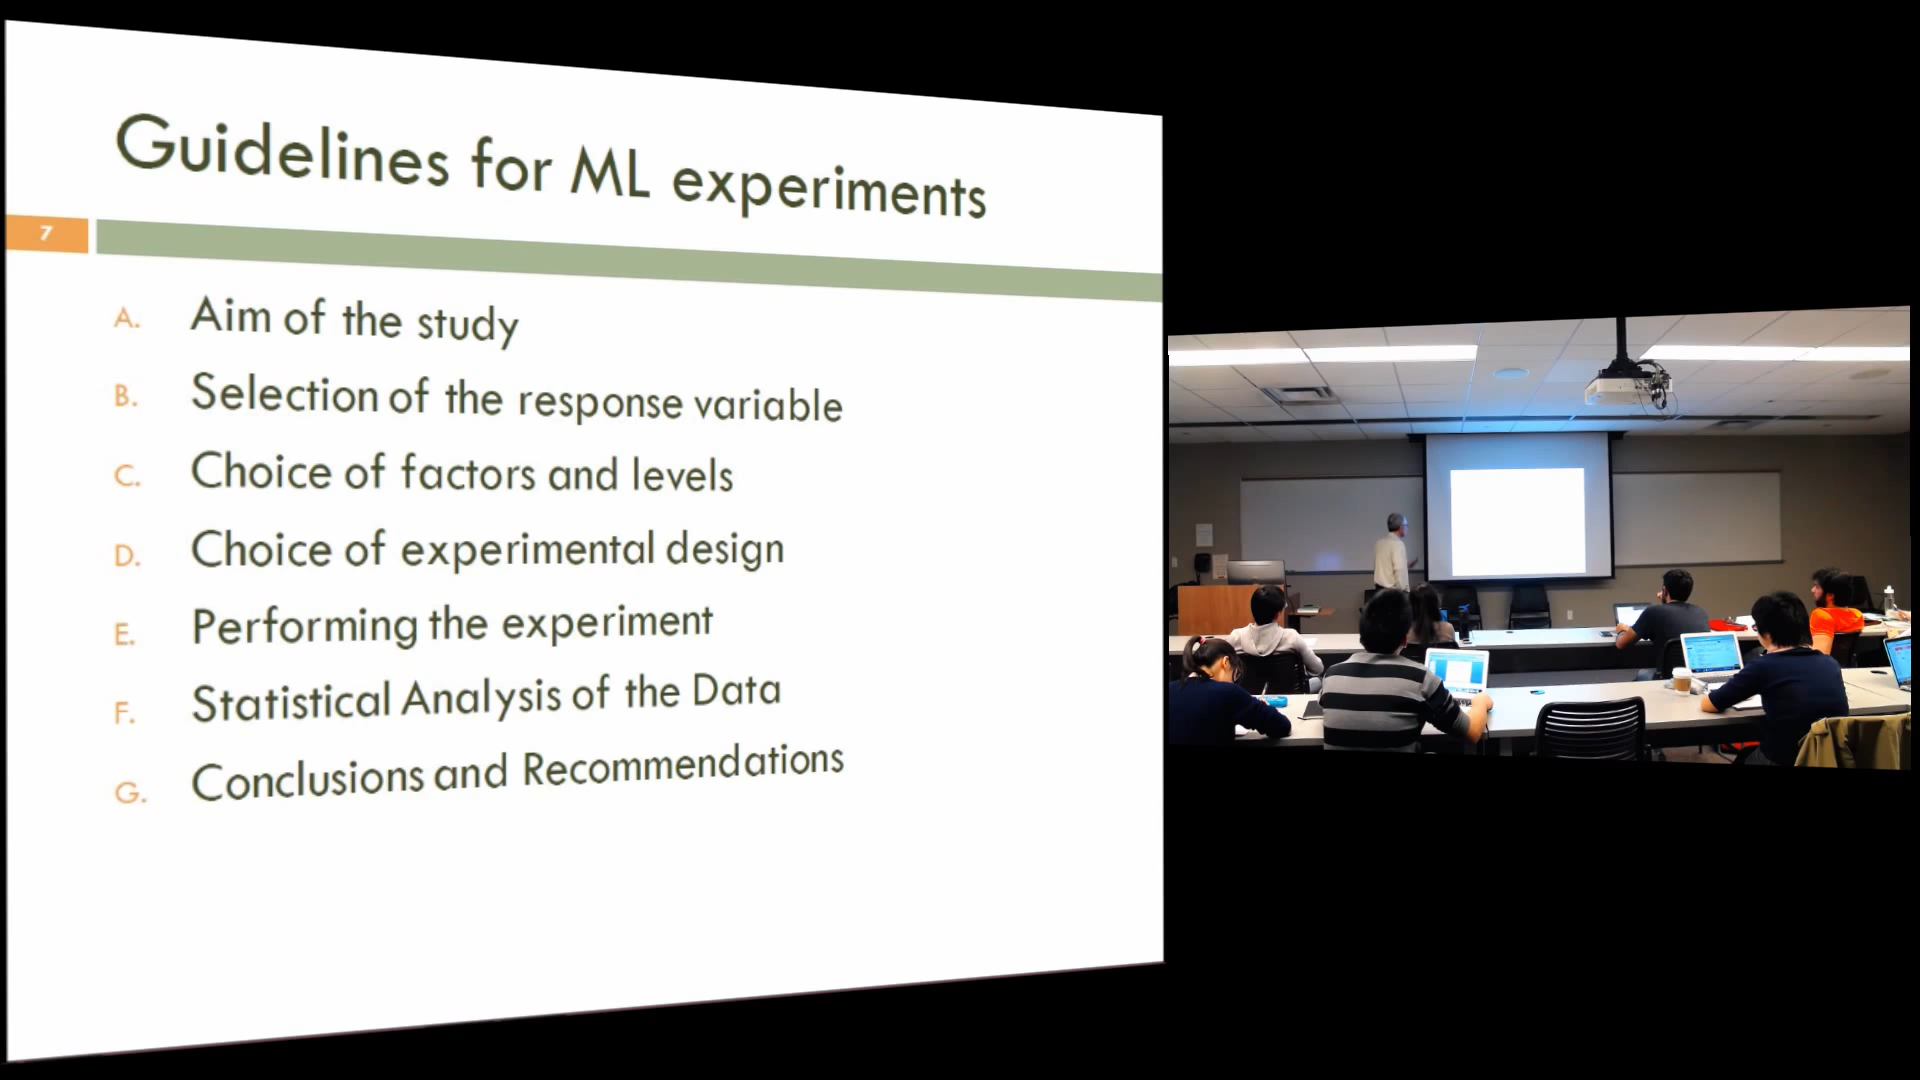 Guidelines for ML experiments
7
A. Aim of the study
B. Selection of the response variable
C. Choice of factors and levels
D. Choice of experimental design
E. Performing the experiment
F. Statistical Analysis of the Data
G. Conclusions and Recommendations